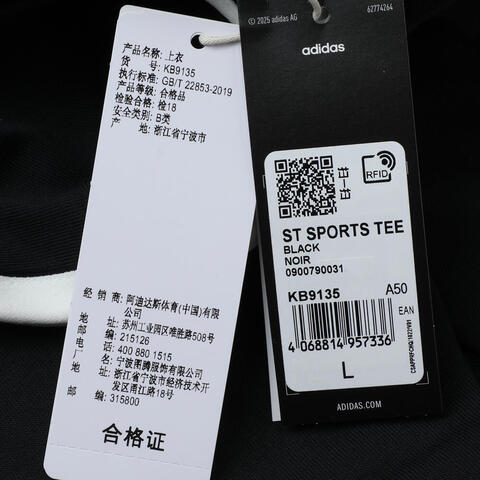 产品名称: 上衣
货 号: KB9135
执行标准: GB/T 22853-2019
产品等级: 合格品
检验合格: 检18
安全类别: B类
产 地: 浙江省宁波市
经 销 商: 阿迪达斯体育(中国)有限公司
地 址: 苏州工业园区唯胜路508号
邮 编: 215126
电 话: 400 880 1515
厂 商: 宁波图腾服饰有限公司
地 址: 浙江省宁波市经济技术开
发区甬江路18号
邮 编: 315800
合格证
© 2025 adidas AG
62774264
adidas
RFID
ST SPORTS TEE
BLACK
NOIR
0900790031
KB9135 A50
EAN
4 068814 957336
L
ADIDAS.COM